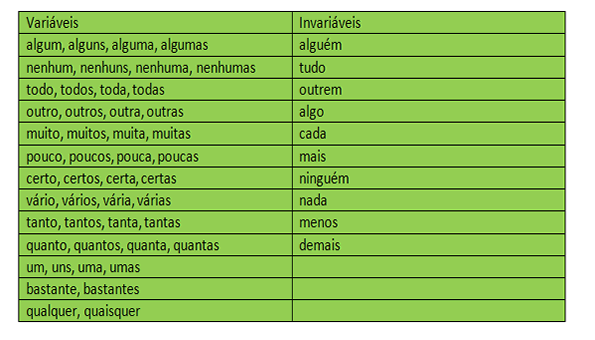 Variáveis Invariáveis
algum, alguns, alguma, algumas alguém
nenhum, nenhuns, nenhuma, nenhumas tudo
todo, todos, toda, todas outrem
outro, outros, outra, outras algo
muito, muitos, muita, muitas cada
pouco, poucos, pouca, poucas mais
certo, certos, certa, certas ninguém
vário, vários, vária, várias nada
tanto, tantos, tanta, tantas menos
quanto, quantos, quanta, quantas demais
um, uns, uma, umas
bastante, bastantes
qualquer, quaisquer